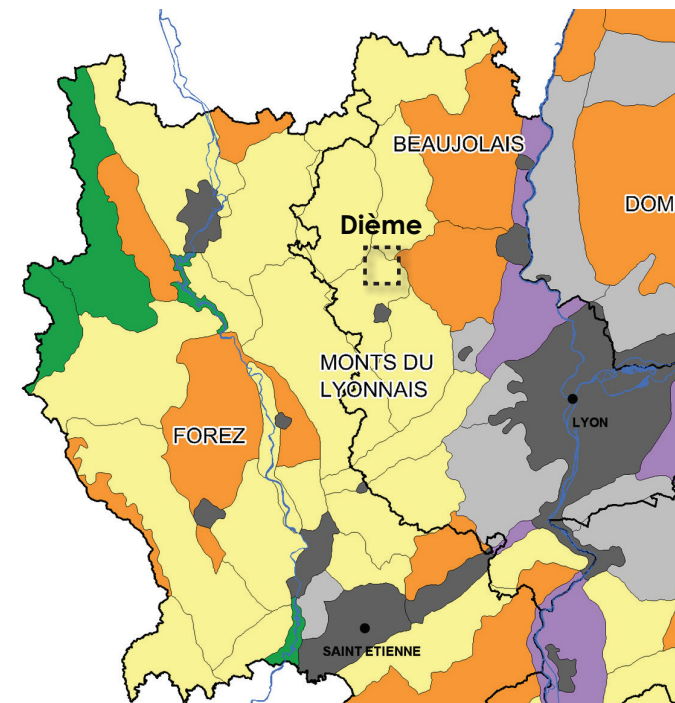 BEAUJOLAIS
DOM
Dième
MONTS DU
LYONNAIS
LYON
FOREZ
SAINT ETIENNE